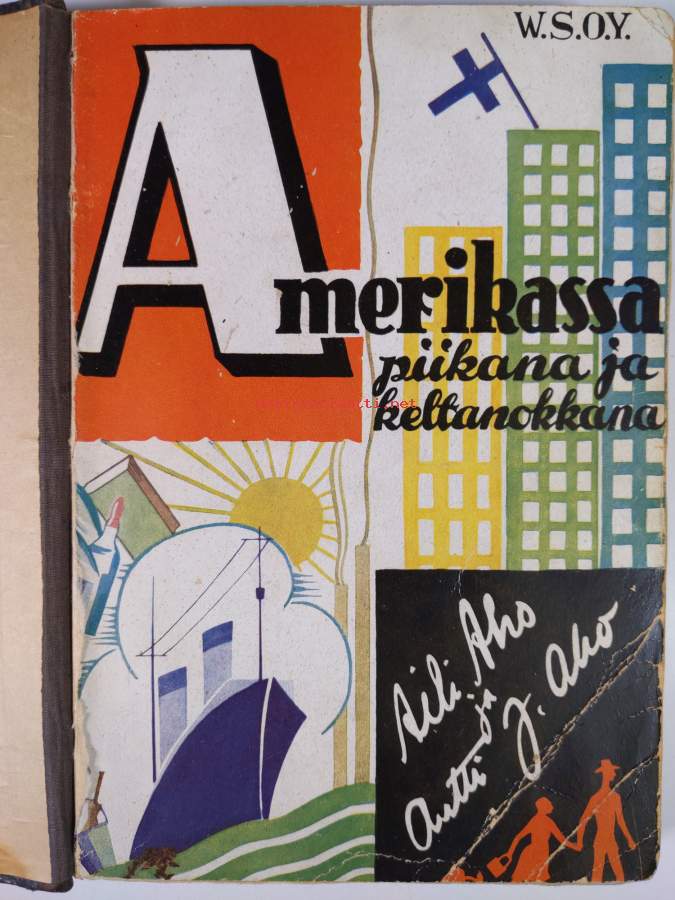 W.S.O.Y.
Amerikassa
piikana ja
keltanokkana
Aili Aho
ja
Antti J. Aho